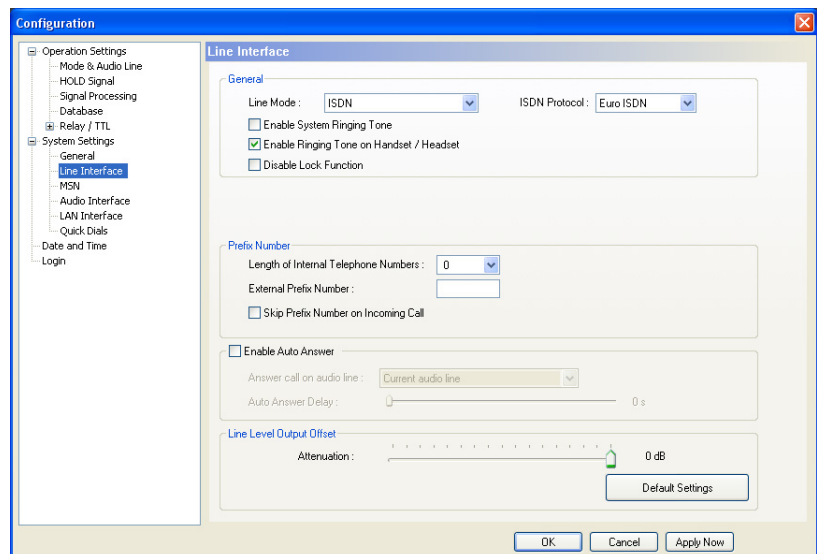 Configuration
Operation Settings
Mode & Audio Line
HOLD Signal
Signal Processing
Database
Relay / TTL
System Settings
General
Line Interface
MSN
Audio Interface
LAN Interface
Quick Dials
Date and Time
Login
Line Interface
General
Line Mode : ISDN ISDN Protocol : Euro ISDN
Enable System Ringing Tone
Enable Ringing Tone on Handset / Headset
Disable Lock Function
Prefix Number
Length of Internal Telephone Numbers : 0
External Prefix Number :
Skip Prefix Number on Incoming Call
Enable Auto Answer
Answer call on audio line : Current audio line
Auto Answer Delay : 0 s
Line Level Output Offset
Attenuation : 0 dB
Default Settings
OK Cancel Apply Now